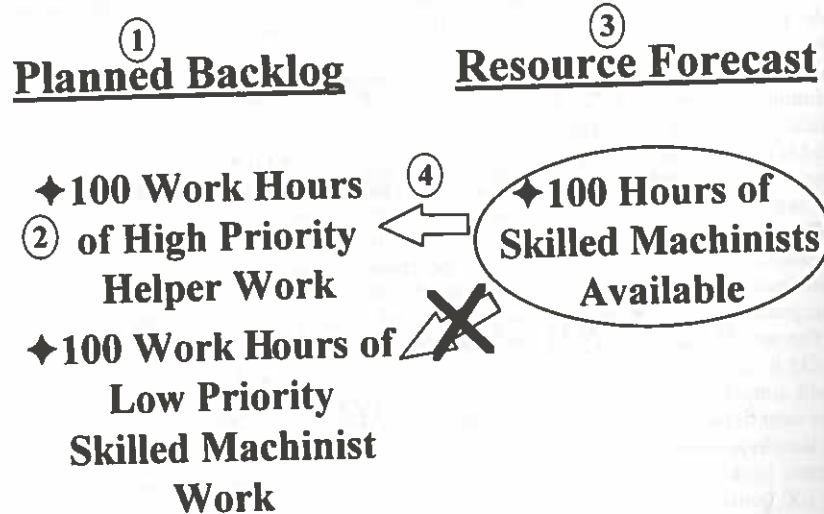 ①
Planned Backlog
✦100 Work Hours
② of High Priority
Helper Work
✦100 Work Hours of
Low Priority
Skilled Machinist
Work
③
Resource Forecast
④
✦100 Hours of
Skilled Machinists
Available